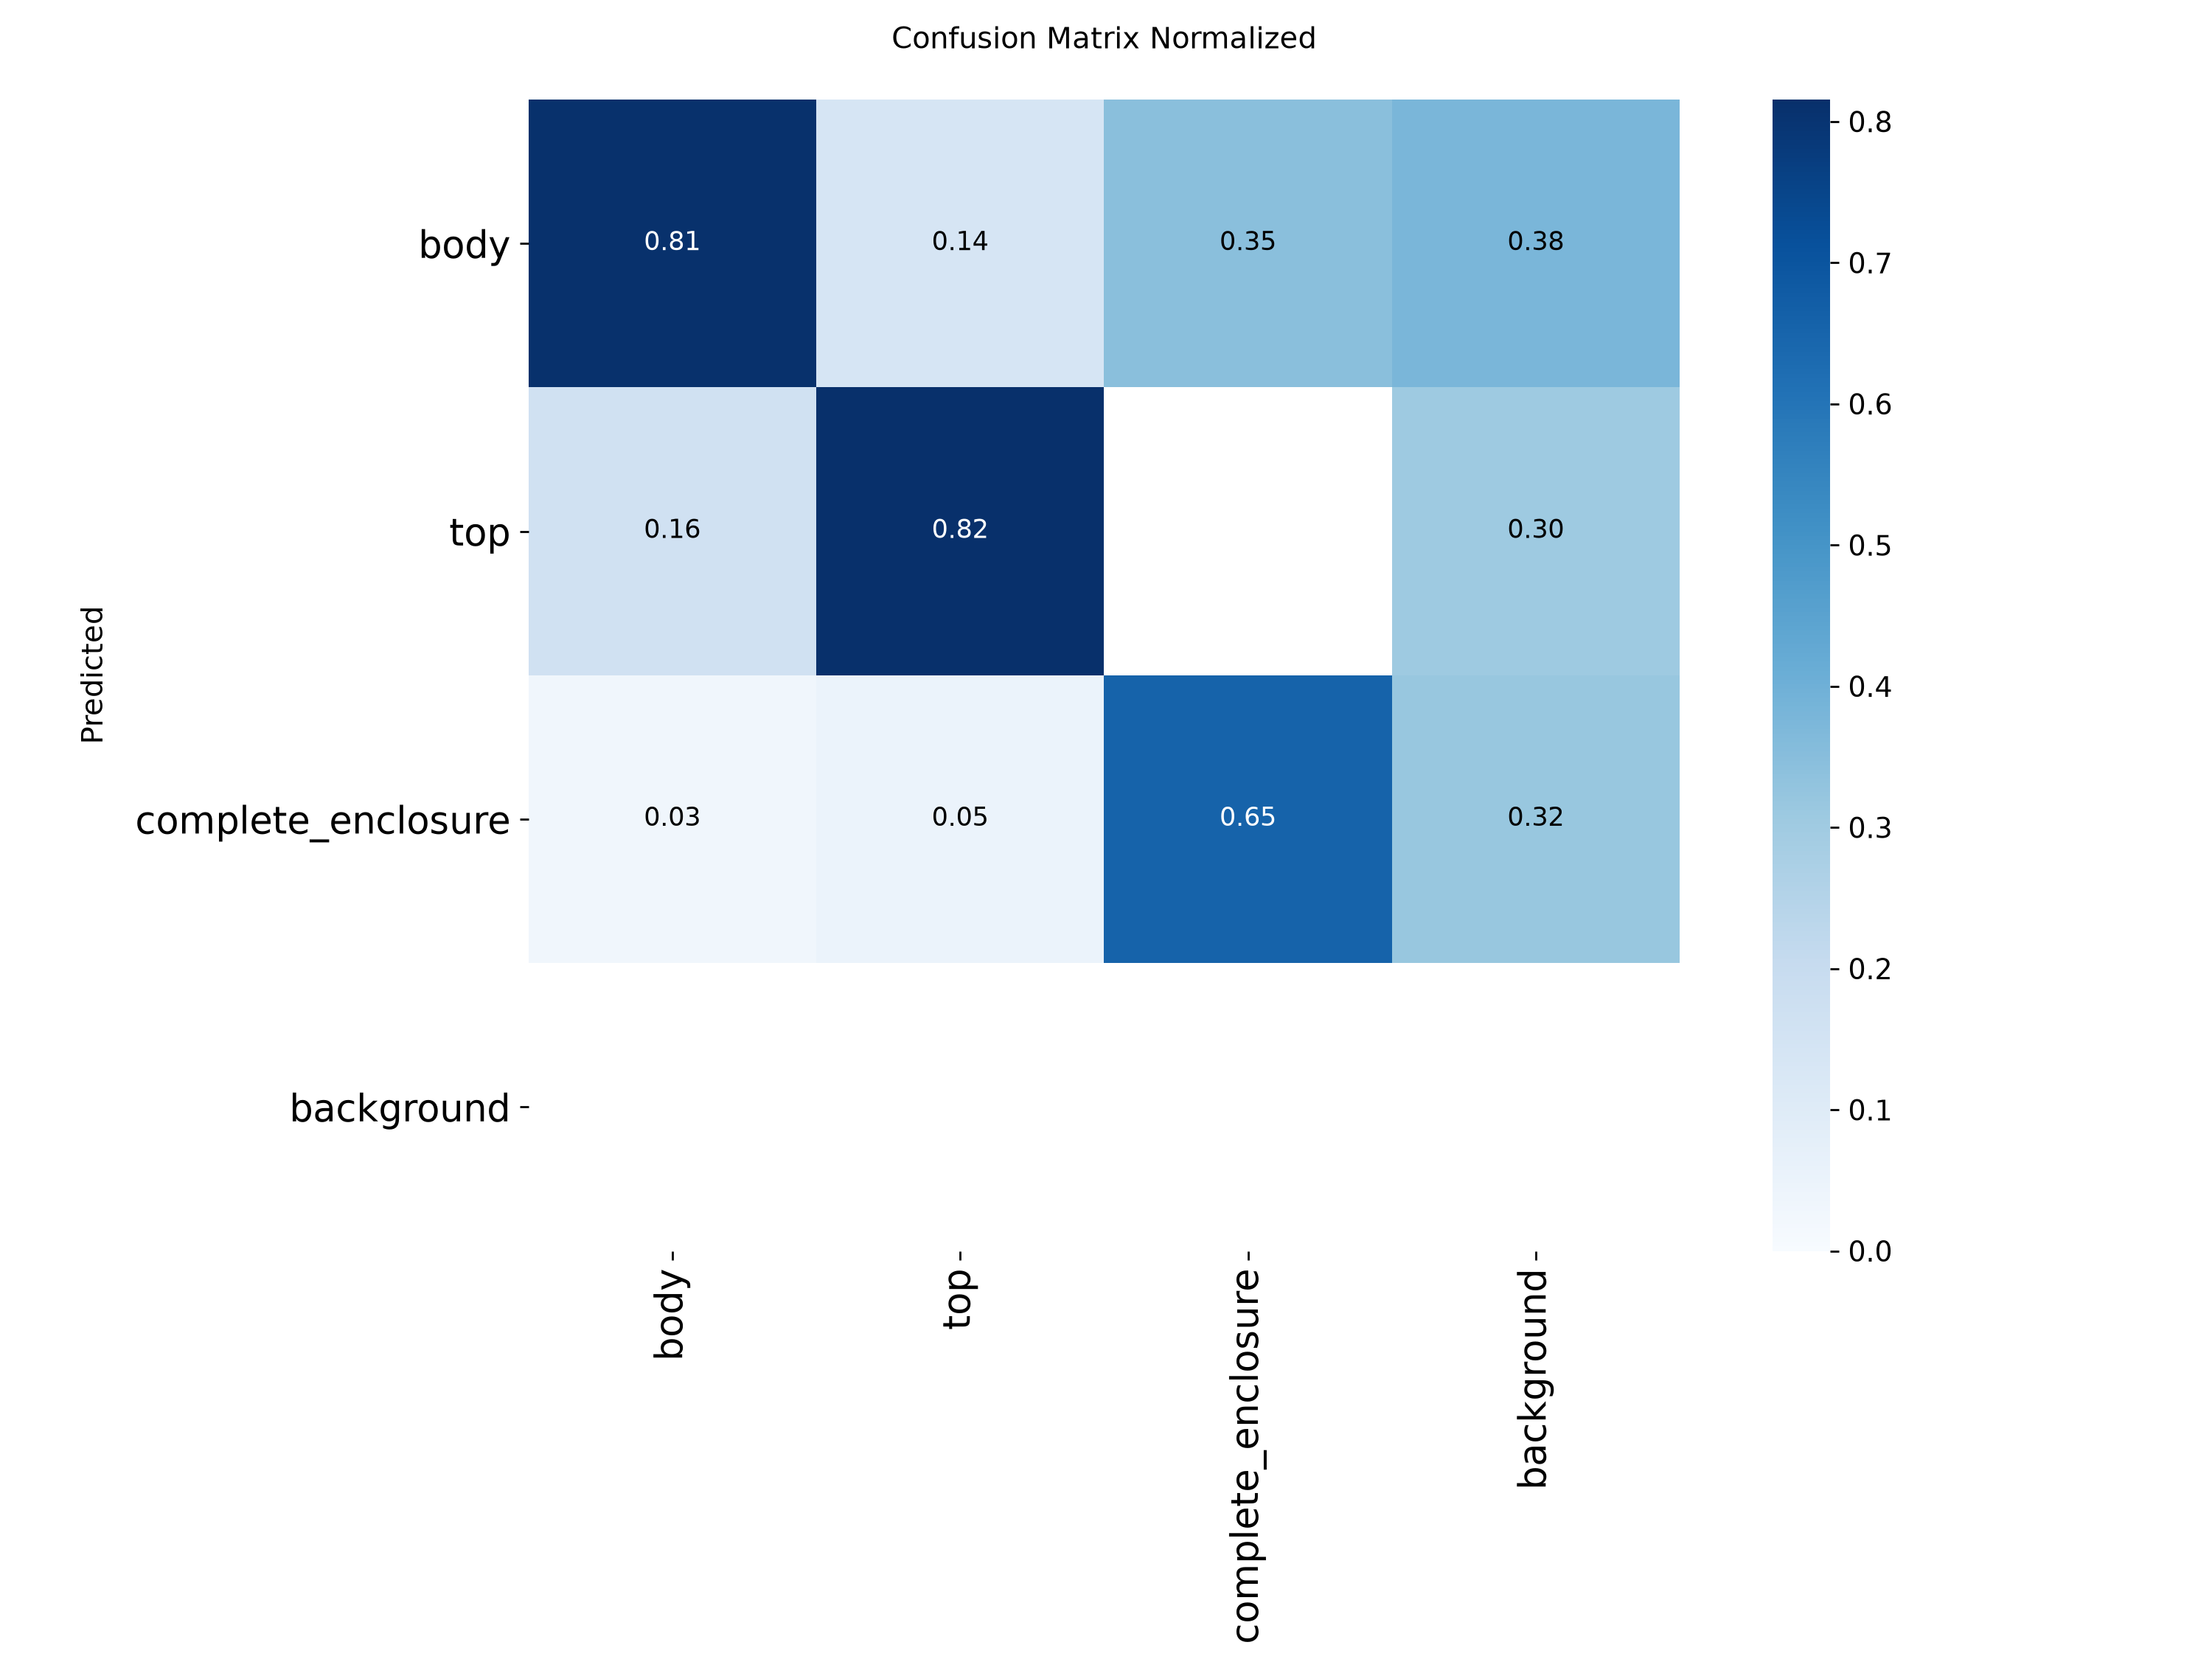 Confusion Matrix Normalized
Predicted
body
0.81
0.14
0.35
0.38
top
0.16
0.82
0.30
complete_enclosure
0.03
0.05
0.65
0.32
background
body
top
complete_enclosure
background
0.8
0.7
0.6
0.5
0.4
0.3
0.2
0.1
0.0